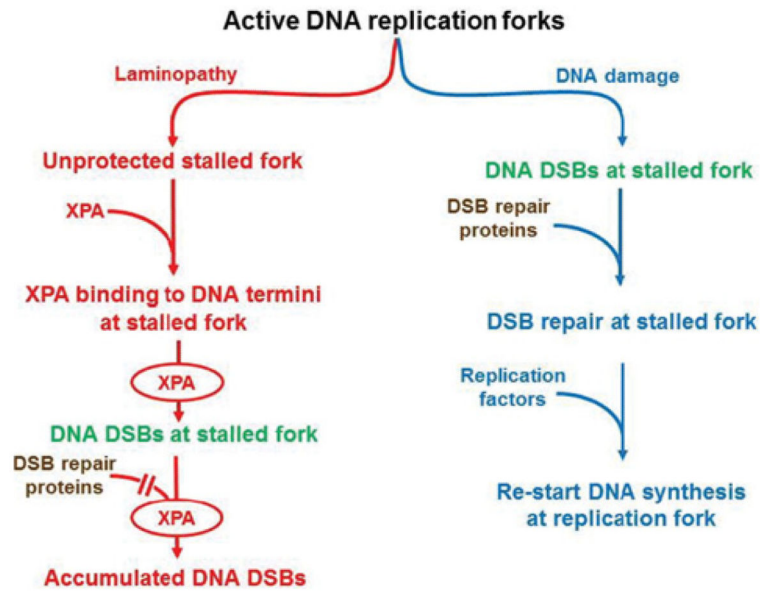 Active DNA replication forks
Laminopathy
DNA damage
Unprotected stalled fork
XPA
XPA binding to DNA termini
at stalled fork
XPA
DNA DSBs at stalled fork
DSB repair
proteins
XPA
Accumulated DNA DSBs
DNA DSBs at stalled fork
DSB repair
proteins
DSB repair at stalled fork
Replication
factors
Re-start DNA synthesis
at replication fork